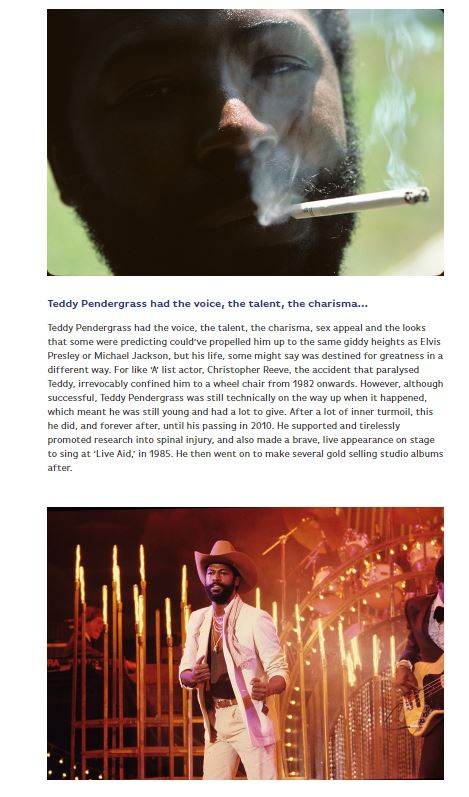 Teddy Pendergrass had the voice, the talent, the charisma...
Teddy Pendergrass had the voice, the talent, the charisma, sex appeal and the looks
that some were predicting could've propelled him up to the same giddy heights as Elvis
Presley or Michael Jackson, but his life, some might say was destined for greatness in a
different way. For like 'A' list actor, Christopher Reeve, the accident that paralysed
Teddy, irrevocably confined him to a wheel chair from 1982 onwards. However, although
successful, Teddy Pendergrass was still technically on the way up when it happened,
which meant he was still young and had a lot to give. After a lot of inner turmoil, this
he did, and forever after, until his passing in 2010. He supported and tirelessly
promoted research into spinal injury, and also made a brave, live appearance on stage
to sing at 'Live Aid,' in 1985. He then went on to make several gold selling studio albums
after.